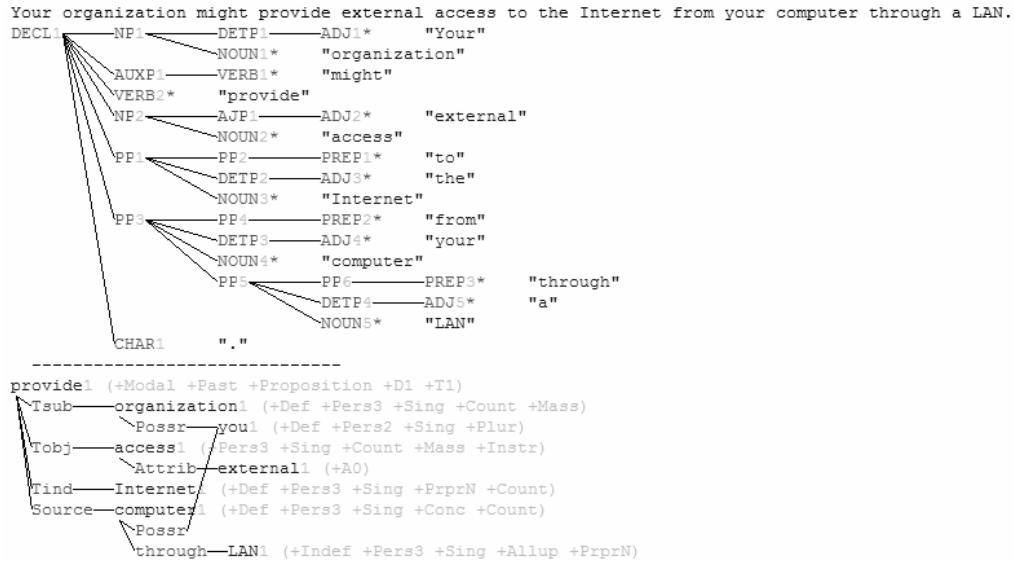 Your organization might provide external access to the Internet from your computer through a LAN.
DECL1 NP1 DETP1 ADJ1* "Your"
NOUN1* "organization"
AUXP1 VERB1* "might"
VERB2* "provide"
NP2 AJP1 ADJ2* "external"
NOUN2* "access"
PP1 PP2 PREP1* "to"
DETP2 ADJ3* "the"
NOUN3* "Internet"
PP3 PP4 PREP2* "from"
DETP3 ADJ4* "your"
NOUN4* "computer"
PP5 PP6 PREP3* "through"
DETP4 ADJ5* "a"
NOUN5* "LAN"
CHAR1 "."
------------------------------
provide1 (+Modal +Past +Proposition +D1 +T1)
Tsub organization1 (+Def +Pers3 +Sing +Count +Mass)
Possr you1 (+Def +Pers2 +Sing +Plur)
Tobj access1 (+Pers3 +Sing +Count +Mass +Instr)
Attrib external1 (+A0)
Tind Internet1 (+Def +Pers3 +Sing +PrprN +Count)
Source computer1 (+Def +Pers3 +Sing +Conc +Count)
Possr
through LAN1 (+Indef +Pers3 +Sing +Allup +PrprN)